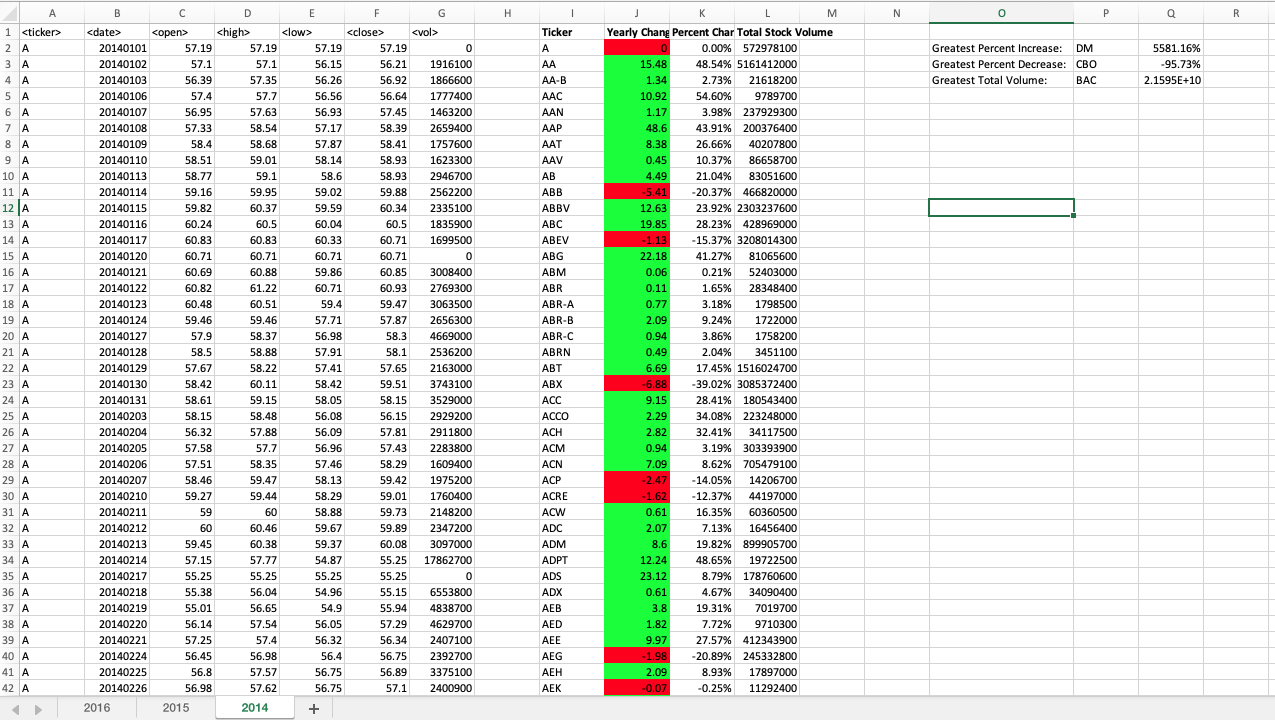 A B C D E F G H I J K L M N O P Q R
1 <ticker> <date> <open> <high> <low> <close> <vol> Ticker Yearly Chang Percent Char Total Stock Volume
2 A 20140101 57.19 57.19 57.19 57.19 0 A 0 0.00% 572978100 Greatest Percent Increase: DM 5581.16%
3 A 20140102 57.1 57.1 56.15 56.21 1916100 AA 15.48 48.54% 5161412000 Greatest Percent Decrease: CBO -95.73%
4 A 20140103 56.39 57.35 56.26 56.92 1866600 AA-B 1.34 2.73% 21618200 Greatest Total Volume: BAC 2.1595E+10
5 A 20140106 57.4 57.7 56.56 56.64 1777400 AAC 10.92 54.60% 9789700
6 A 20140107 56.95 57.63 56.93 57.45 1463200 AAN 1.17 3.98% 237929300
7 A 20140108 57.33 58.54 57.17 58.39 2659400 AAP 48.6 43.91% 200376400
8 A 20140109 58.4 58.68 57.87 58.41 1757600 AAT 8.38 26.66% 40207800
9 A 20140110 58.51 59.01 58.14 58.93 1623300 AAV 0.45 10.37% 86658700
10 A 20140113 58.77 59.1 58.6 58.93 2946700 AB 4.49 21.04% 83051600
11 A 20140114 59.16 59.95 59.02 59.88 2562200 ABB -5.41 -20.37% 466820000
12 A 20140115 59.82 60.37 59.59 60.34 2335100 ABBV 12.63 23.92% 2303237600
13 A 20140116 60.24 60.5 60.04 60.5 1835900 ABC 19.85 28.23% 428969000
14 A 20140117 60.83 60.83 60.33 60.71 1699500 ABEV -1.13 -15.37% 3208014300
15 A 20140120 60.71 60.71 60.71 60.71 0 ABG 22.18 41.27% 81065600
16 A 20140121 60.69 60.88 59.86 60.85 3008400 ABM 0.06 0.21% 52403000
17 A 20140122 60.82 61.22 60.71 60.93 2769300 ABR 0.11 1.65% 28348400
18 A 20140123 60.48 60.51 59.4 59.47 3063500 ABR-A 0.77 3.18% 1798500
19 A 20140124 59.46 59.46 57.71 57.87 2656300 ABR-B 2.09 9.24% 1722000
20 A 20140127 57.9 58.37 56.98 58.3 4669000 ABR-C 0.94 3.86% 1758200
21 A 20140128 58.5 58.88 57.91 58.1 2536200 ABRN 0.49 2.04% 3451100
22 A 20140129 57.67 58.22 57.41 57.65 2163000 ABT 6.69 17.45% 1516024700
23 A 20140130 58.42 60.11 58.42 59.51 3743100 ABX -6.88 -39.02% 3085372400
24 A 20140131 58.61 59.15 58.05 58.15 3529000 ACC 9.15 28.41% 180543400
25 A 20140203 58.15 58.48 56.08 56.15 2929200 ACCO 2.29 34.08% 223248000
26 A 20140204 56.32 57.88 56.09 57.81 2911800 ACH 2.82 32.41% 34117500
27 A 20140205 57.58 57.7 56.96 57.43 2283800 ACM 0.94 3.19% 303393900
28 A 20140206 57.51 58.35 57.46 58.29 1609400 ACN 7.09 8.62% 705479100
29 A 20140207 58.46 59.47 58.13 59.42 1975200 ACP -2.47 -14.05% 14206700
30 A 20140210 59.27 59.44 58.29 59.01 1760400 ACRE -1.62 -12.37% 44197000
31 A 20140211 59 60 58.88 59.73 2148200 ACW 0.61 16.35% 60360500
32 A 20140212 60 60.46 59.67 59.89 2347200 ADC 2.07 7.13% 16456400
33 A 20140213 59.45 60.38 59.37 60.08 3097000 ADM 8.6 19.82% 899905700
34 A 20140214 57.15 57.77 54.87 55.25 17862700 ADPT 12.24 48.65% 19722500
35 A 20140217 55.25 55.25 55.25 55.25 0 ADS 23.12 8.79% 178760600
36 A 20140218 55.38 56.04 54.96 55.15 6553800 ADX 0.61 4.67% 34090400
37 A 20140219 55.01 56.65 54.9 55.94 4838700 AEB 3.8 19.31% 7019700
38 A 20140220 56.14 57.54 56.05 57.29 4629700 AED 1.82 7.72% 9710300
39 A 20140221 57.25 57.4 56.32 56.34 2407100 AEE 9.97 27.57% 412343900
40 A 20140224 56.45 56.98 56.4 56.75 2392700 AEG -1.98 -20.89% 245332800
41 A 20140225 56.8 57.57 56.75 56.89 3375100 AEH 2.09 8.93% 17897000
42 A 20140226 56.98 57.62 56.75 57.1 2400900 AEK -0.07 -0.25% 11292400
2016 2015 2014 +